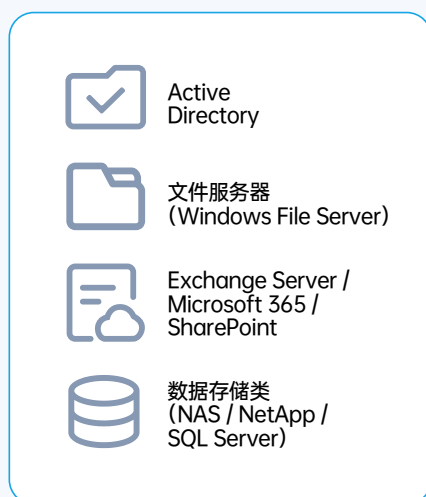 Active
Directory
文件服务器
(Windows File Server)
Exchange Server /
Microsoft 365 /
SharePoint
数据存储类
(NAS / NetApp /
SQL Server)